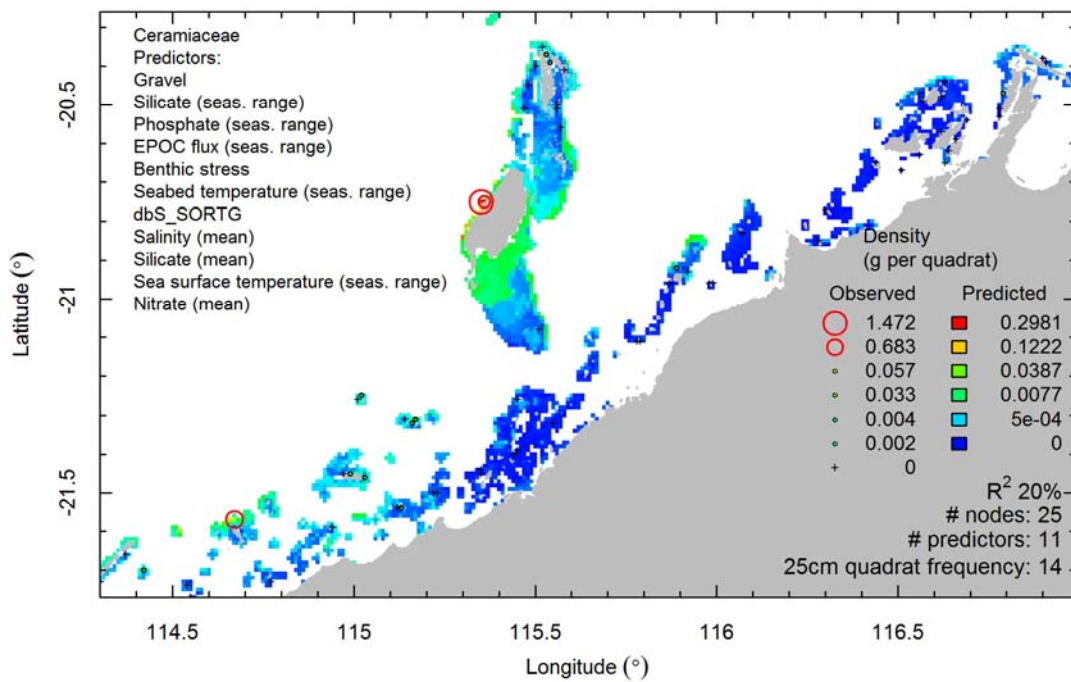 Ceramiaceae
Predictors:
Gravel
Silicate (seas. range)
Phosphate (seas. range)
EPOC flux (seas. range)
Benthic stress
Seabed temperature (seas. range)
dbS_SORTG
Salinity (mean)
Silicate (mean)
Sea surface temperature (seas. range)
Nitrate (mean)
-20.5
-21
-21.5
Latitude (°)
Density
(g per quadrat)
Observed Predicted
1.472 0.2981
0.683 0.1222
0.057 0.0387
0.033 0.0077
0.004 5e-04
0.002 0
0
R² 20%
# nodes: 25
# predictors: 11
25cm quadrat frequency: 14
114.5 115 115.5 116 116.5
Longitude (°)